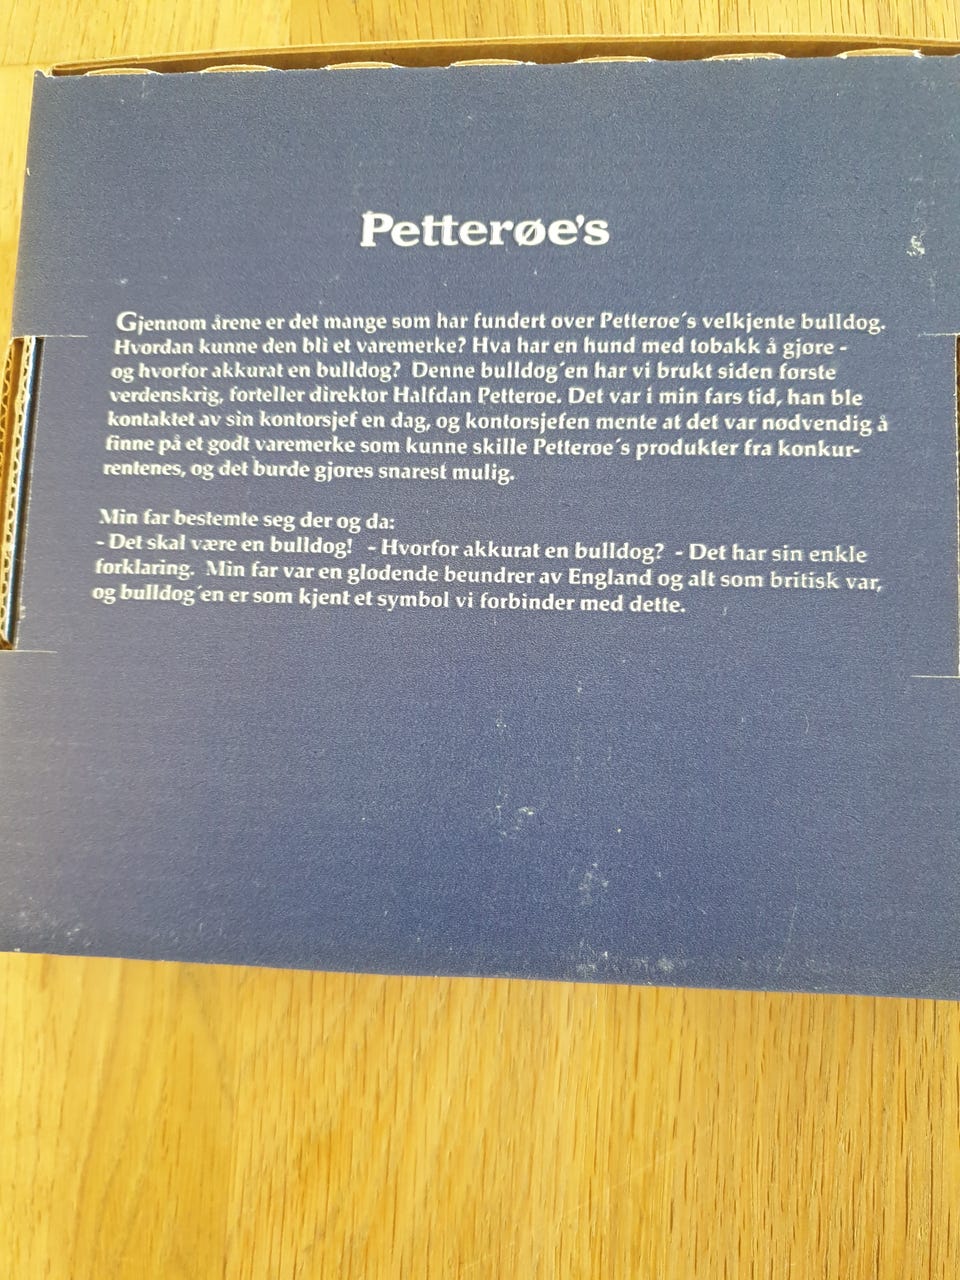 Petterøe's
Gjennom årene er det mange som har fundert over Petterøe´s velkjente bulldog.
Hvordan kunne den bli et varemerke? Hva har en hund med tobakk å gjøre -
og hvorfor akkurat en bulldog? Denne bulldog´en har vi brukt siden første
verdenskrig, forteller direktør Halfdan Petterøe. Det var i min fars tid, han ble
kontaktet av sin kontorsjef en dag, og kontorsjefen mente at det var nødvendig å
finne på et godt varemerke som kunne skille Petterøe´s produkter fra konkur-
rentenes, og det burde gjøres snarest mulig.
Min far bestemte seg der og da:
- Det skal være en bulldog! - Hvorfor akkurat en bulldog? - Det har sin enkle
forklaring. Min far var en glødende beundrer av England og alt som britisk var,
og bulldog´en er som kjent et symbol vi forbinder med dette.